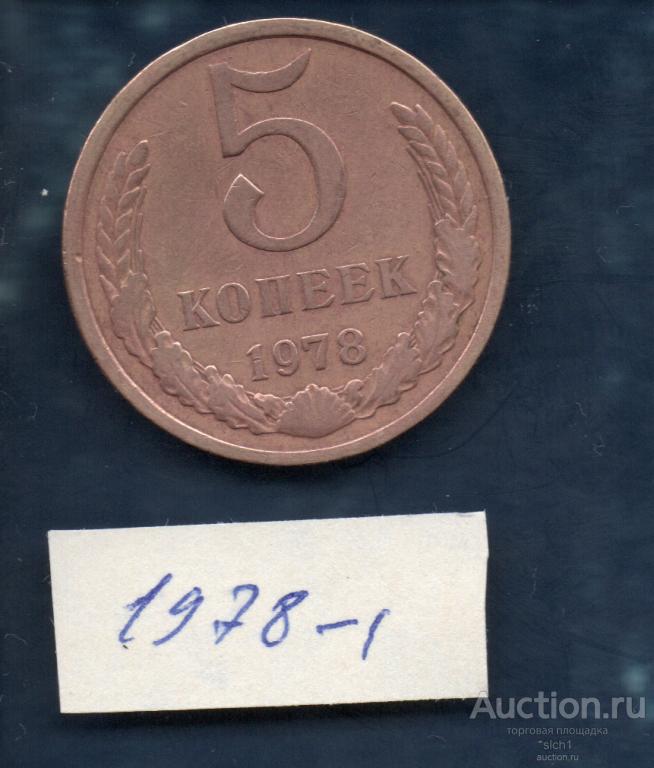 5
КОПЕЕК
1978
1978-1
Auction.ru
торговая площадка
"slch1
auction.ru